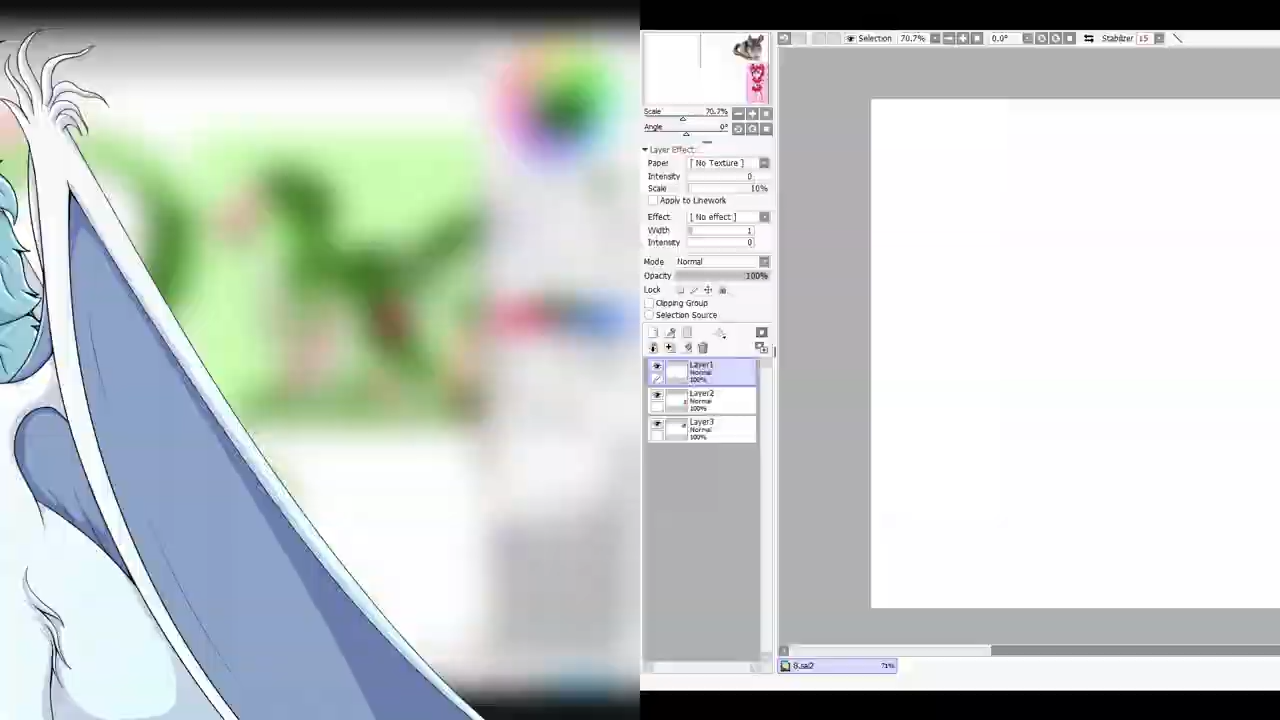 Selection 70.7% 0.0° Stabilizer 15
Scale 70.7%
Angle 0°
Layer Effect:
Paper [ No Texture ]
Intensity 0
Scale 10%
Apply to Linework
Effect [ No effect ]
Width 1
Intensity 0
Mode Normal
Opacity 100%
Lock
Clipping Group
Selection Source
Layer1
Normal
100%
Layer2
Normal
100%
Layer3
Normal
100%
8.sai2 71%